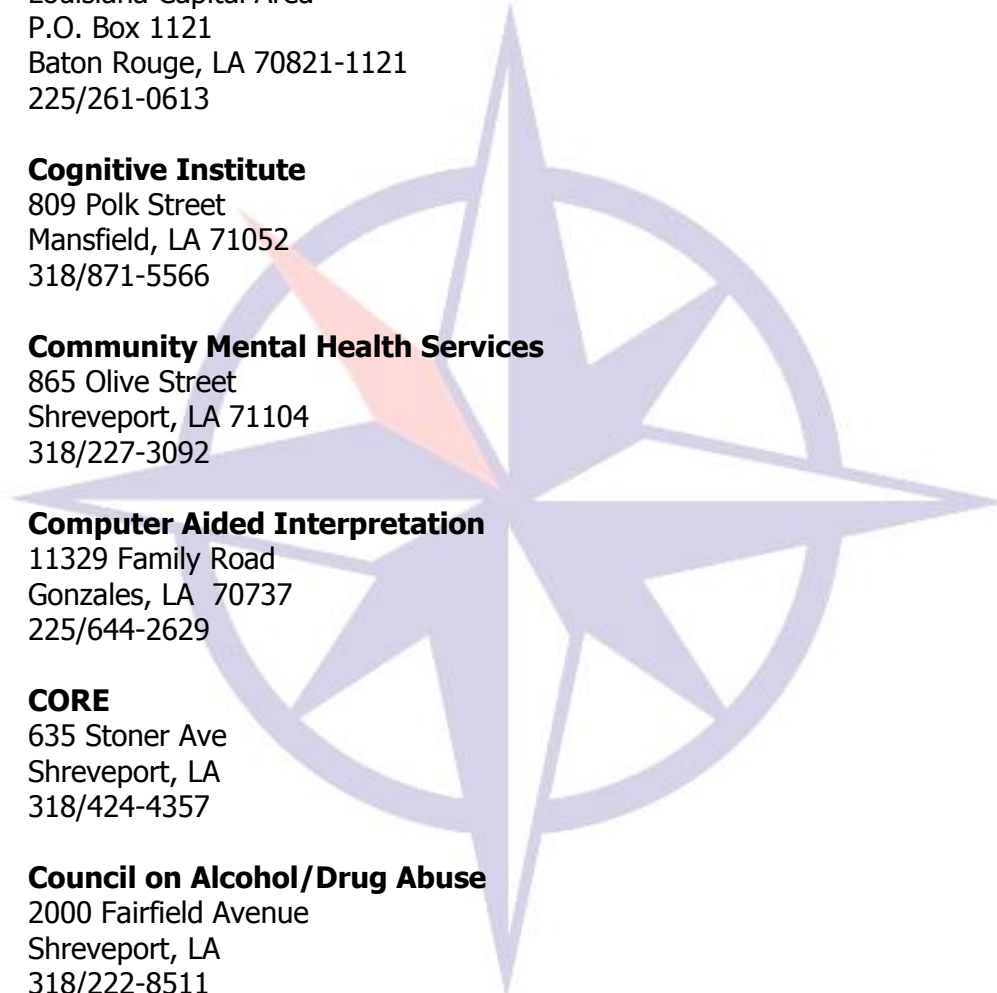 Louisiana Capital Area
P.O. Box 1121
Baton Rouge, LA 70821-1121
225/261-0613
Cognitive Institute
809 Polk Street
Mansfield, LA 71052
318/871-5566
Community Mental Health Services
865 Olive Street
Shreveport, LA 71104
318/227-3092
Computer Aided Interpretation
11329 Family Road
Gonzales, LA  70737
225/644-2629
CORE
635 Stoner Ave
Shreveport, LA
318/424-4357
Council on Alcohol/Drug Abuse
2000 Fairfield Avenue
Shreveport, LA
318/222-8511